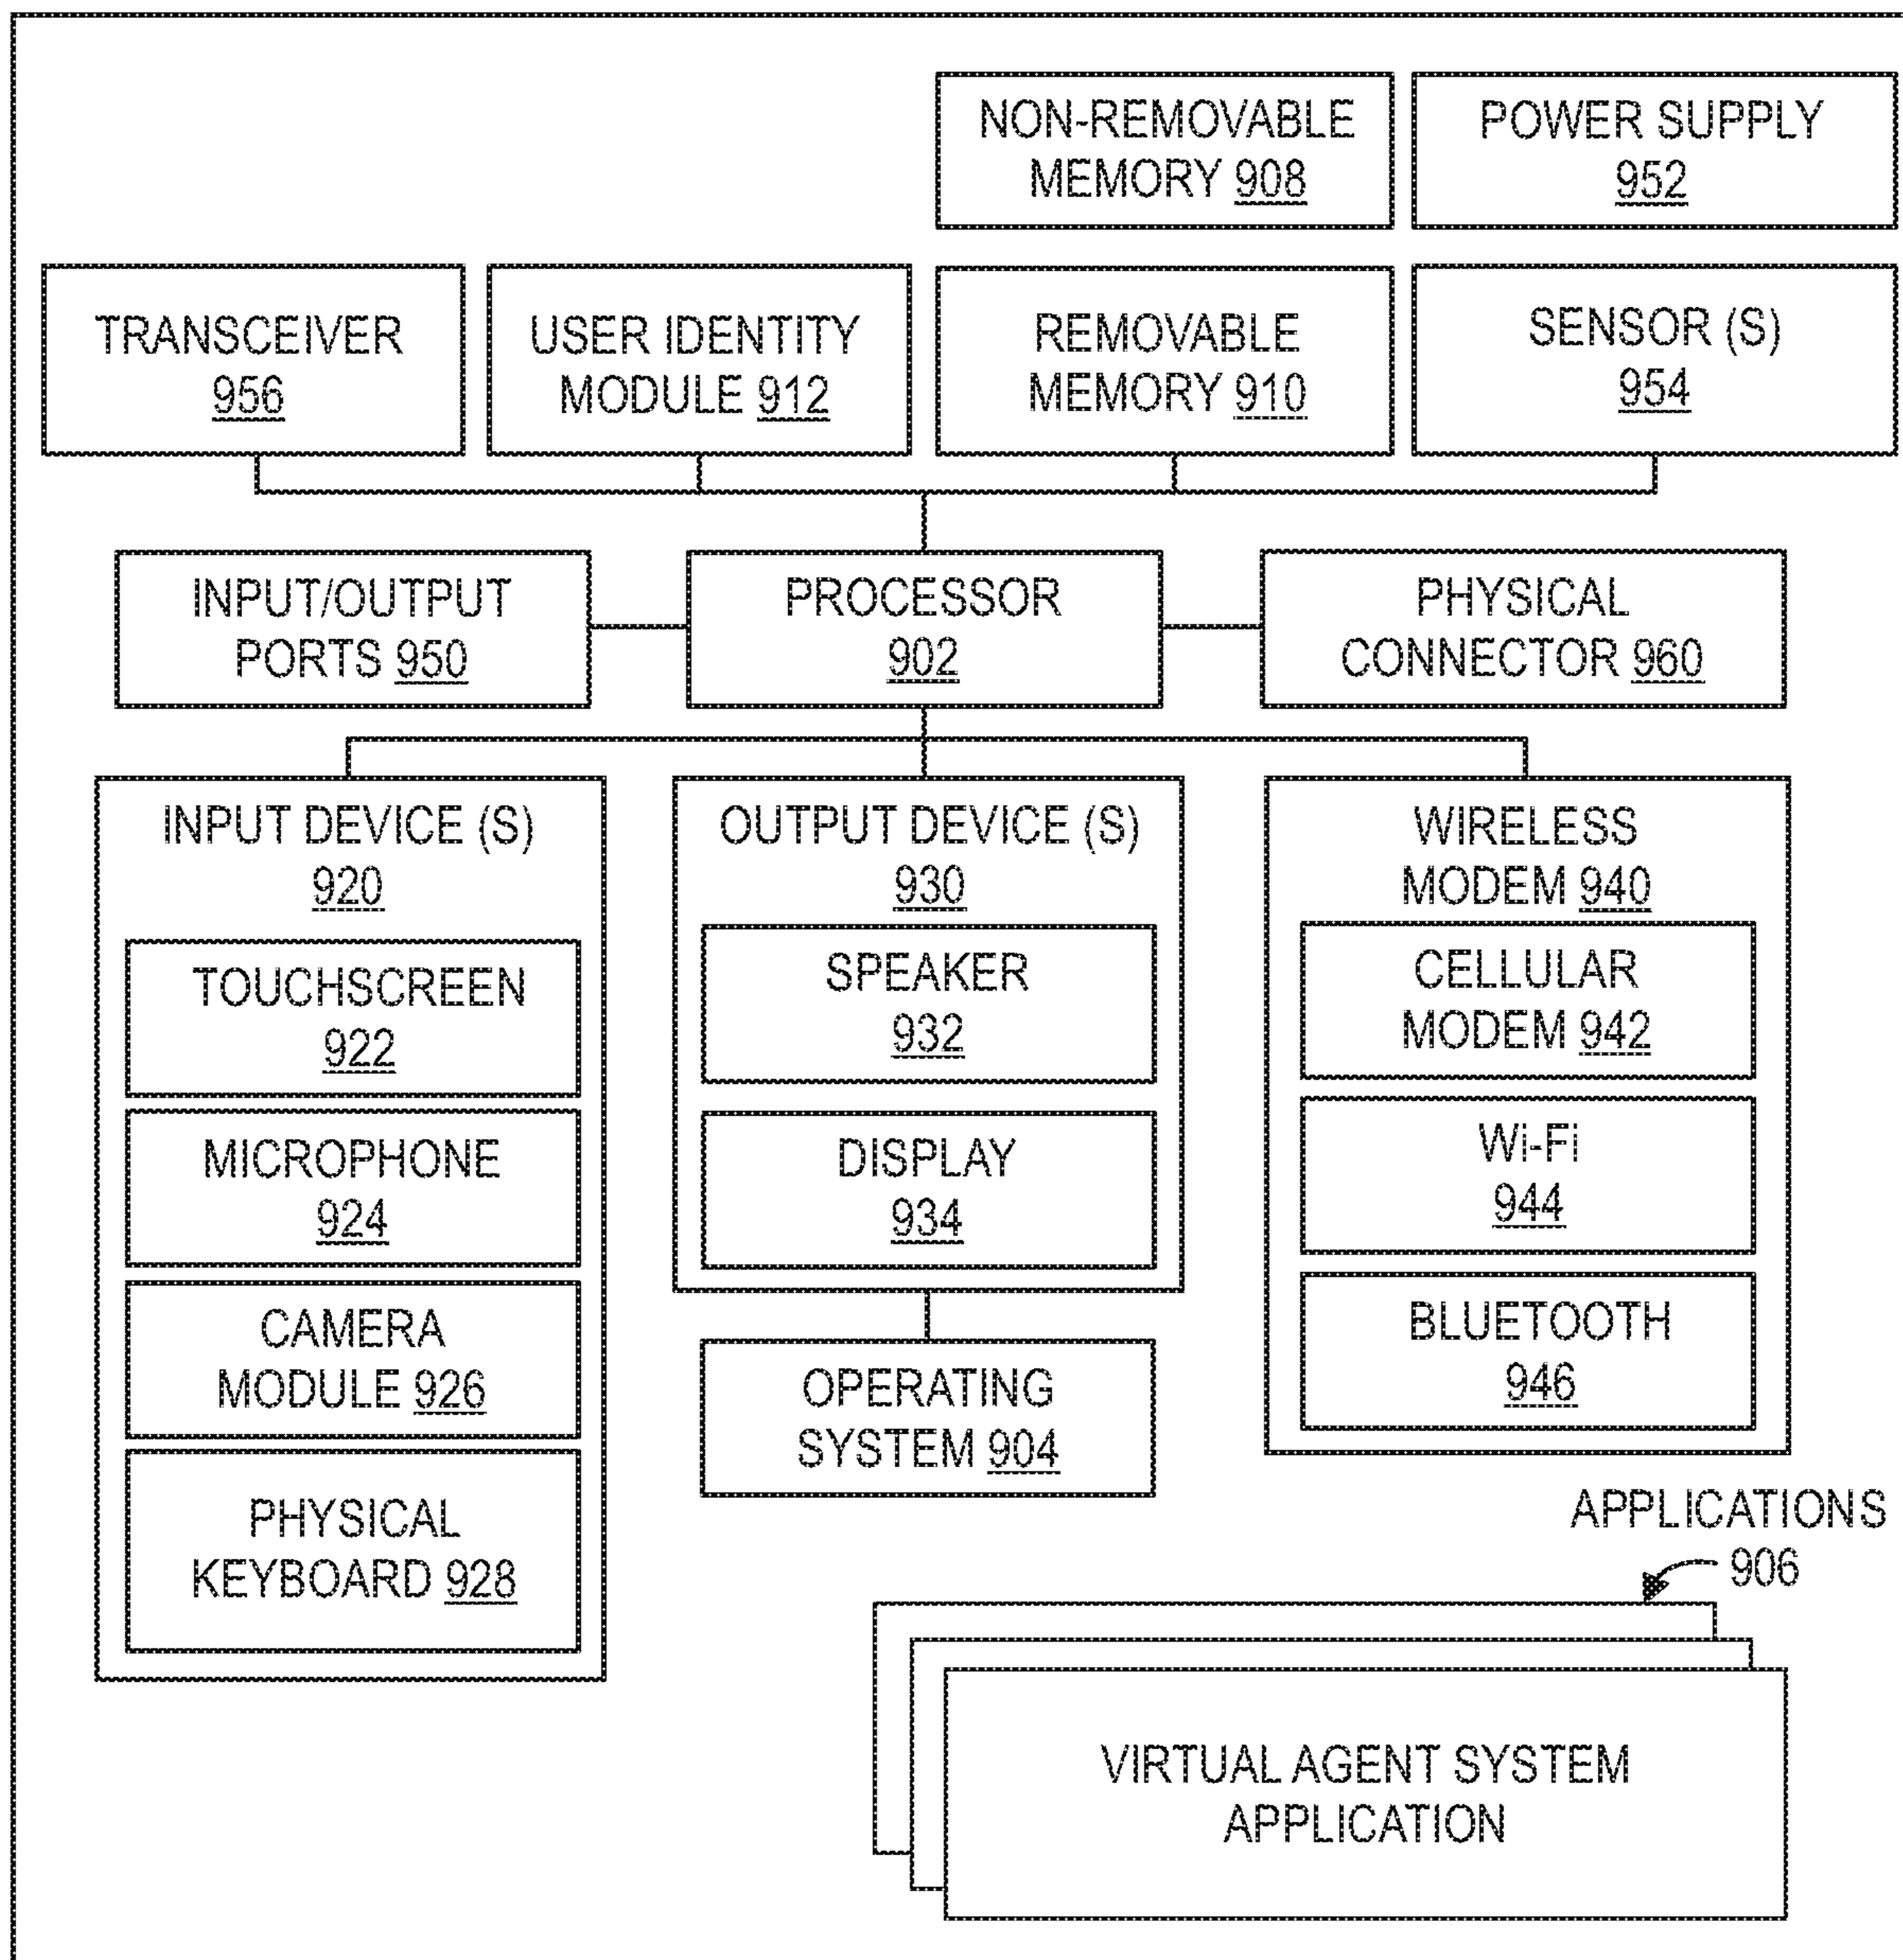 NON-REMOVABLE
MEMORY 908
POWER SUPPLY
952
TRANSCEIVER
956
USER IDENTITY
MODULE 912
REMOVABLE
MEMORY 910
SENSOR (S)
954
INPUT/OUTPUT
PORTS 950
PROCESSOR
902
PHYSICAL
CONNECTOR 960
INPUT DEVICE (S)
920
TOUCHSCREEN
922
MICROPHONE
924
CAMERA
MODULE 926
PHYSICAL
KEYBOARD 928
OUTPUT DEVICE (S)
930
SPEAKER
932
DISPLAY
934
OPERATING
SYSTEM 904
WIRELESS
MODEM 940
CELLULAR
MODEM 942
Wi-Fi
944
BLUETOOTH
946
APPLICATIONS
906
VIRTUAL AGENT SYSTEM
APPLICATION